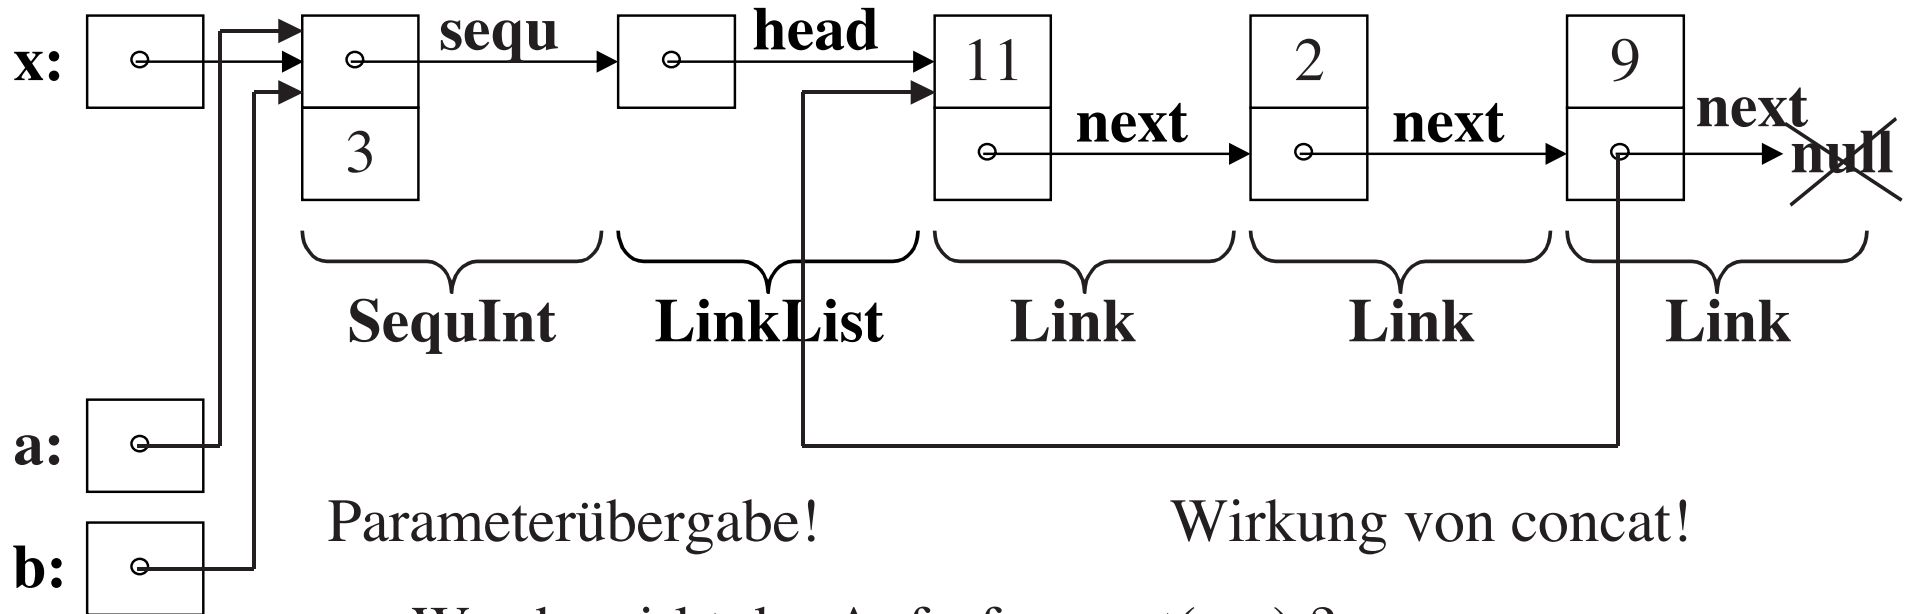 x: sequ head 11 2 9
next next next
3 null
SequInt LinkList Link Link Link
a:
Parameterübergabe! Wirkung von concat!
b: